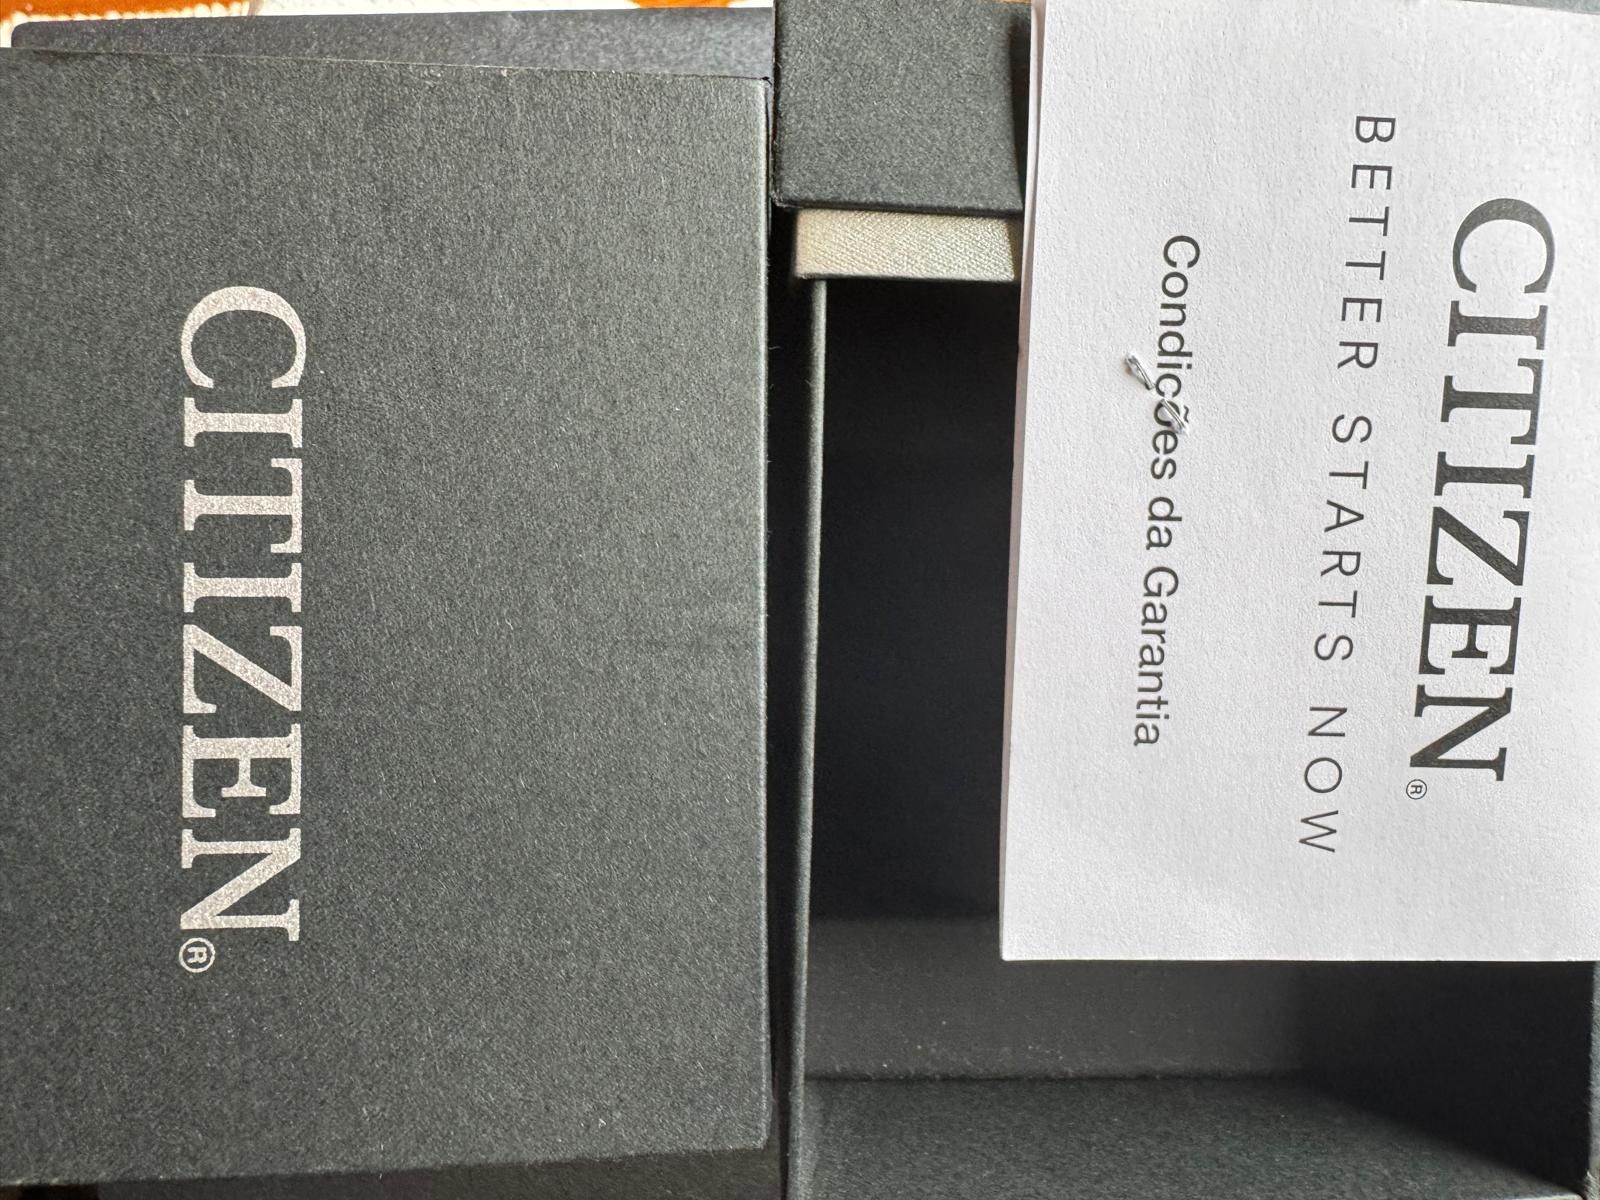 CITIZEN®
CITIZEN®
BETTER STARTS NOW
Condições da Garantia